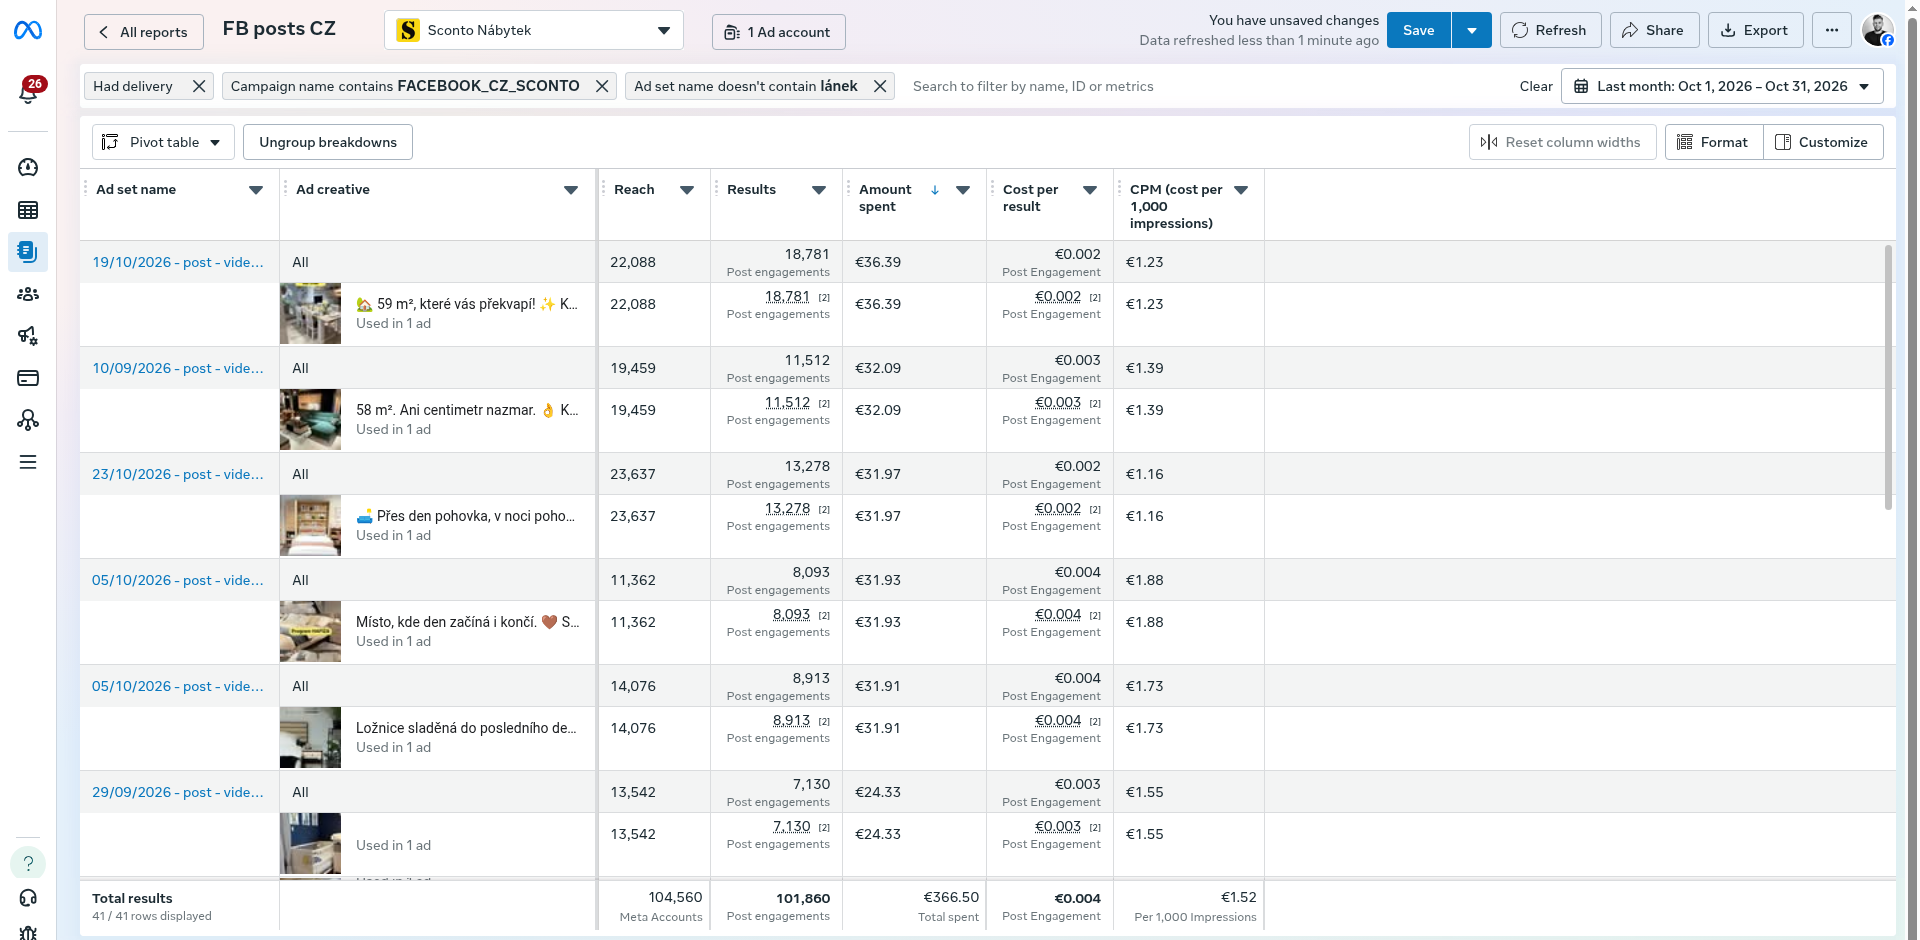 All reports
FB posts CZ
Sconto Nábytek
1 Ad account
You have unsaved changes
Data refreshed less than 1 minute ago
Save
Refresh
Share
Export
26
Had delivery
Campaign name contains FACEBOOK_CZ_SCONTO
Ad set name doesn't contain lánek
Search to filter by name, ID or metrics
Clear
Last month: Oct 1, 2026 – Oct 31, 2026
Pivot table
Ungroup breakdowns
Reset column widths
Format
Customize
Ad set name
Ad creative
Reach
Results
Amount spent
Cost per result
CPM (cost per 1,000 impressions)
19/10/2026 - post - vide...
All
22,088
18,781
Post engagements
€36.39
€0.002
Post Engagement
€1.23
🏡 59 m², které vás překvapí! ✨ K...
Used in 1 ad
22,088
18,781 [2]
Post engagements
€36.39
€0.002 [2]
Post Engagement
€1.23
10/09/2026 - post - vide...
All
19,459
11,512
Post engagements
€32.09
€0.003
Post Engagement
€1.39
58 m². Ani centimetr nazmar. 👌 K...
Used in 1 ad
19,459
11,512 [2]
Post engagements
€32.09
€0.003 [2]
Post Engagement
€1.39
23/10/2026 - post - vide...
All
23,637
13,278
Post engagements
€31.97
€0.002
Post Engagement
€1.16
🛋️ Přes den pohovka, v noci poho...
Used in 1 ad
23,637
13,278 [2]
Post engagements
€31.97
€0.002 [2]
Post Engagement
€1.16
05/10/2026 - post - vide...
All
11,362
8,093
Post engagements
€31.93
€0.004
Post Engagement
€1.88
Místo, kde den začíná i končí. 🤎 S...
Used in 1 ad
11,362
8,093 [2]
Post engagements
€31.93
€0.004 [2]
Post Engagement
€1.88
05/10/2026 - post - vide...
All
14,076
8,913
Post engagements
€31.91
€0.004
Post Engagement
€1.73
Ložnice sladěná do posledního de...
Used in 1 ad
14,076
8,913 [2]
Post engagements
€31.91
€0.004 [2]
Post Engagement
€1.73
29/09/2026 - post - vide...
All
13,542
7,130
Post engagements
€24.33
€0.003
Post Engagement
€1.55
Used in 1 ad
13,542
7,130 [2]
Post engagements
€24.33
€0.003 [2]
Post Engagement
€1.55
Total results
41 / 41 rows displayed
104,560
Meta Accounts
101,860
Post engagements
€366.50
Total spent
€0.004
Post Engagement
€1.52
Per 1,000 Impressions